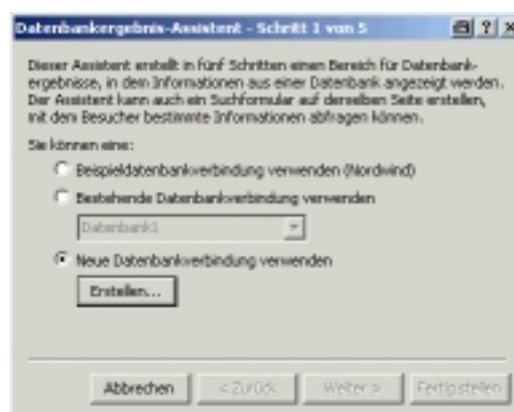 Datenbankergebnis-Assistent - Schritt 1 von 5
Dieser Assistent erstellt in fünf Schritten einen Bereich für Datenbank-
ergebnisse, in dem Informationen aus einer Datenbank angezeigt werden.
Der Assistent kann auch ein Suchformular auf derselben Seite erstellen,
mit dem Besucher bestimmte Informationen abfragen können.
Sie können eine:
Beispieldatenbankverbindung verwenden (Nordwind)
Bestehende Datenbankverbindung verwenden
Datenbank1
Neue Datenbankverbindung verwenden
Erstellen...
Abbrechen < Zurück Weiter > Fertig stellen